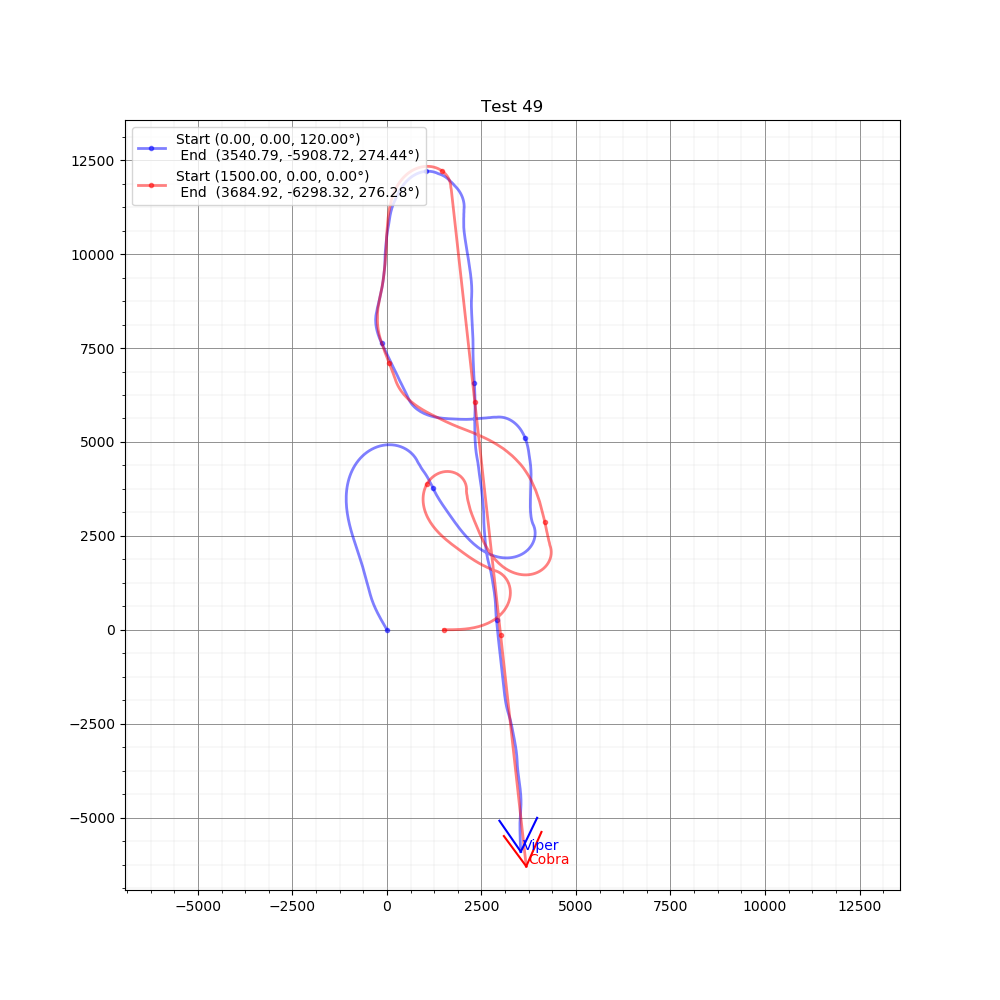 Test 49
Start (0.00, 0.00, 120.00°)
End  (3540.79, -5908.72, 274.44°)
Start (1500.00, 0.00, 0.00°)
End  (3684.92, -6298.32, 276.28°)
12500
10000
7500
5000
2500
0
−2500
−5000
Viper
Cobra
−5000 −2500 0 2500 5000 7500 10000 12500